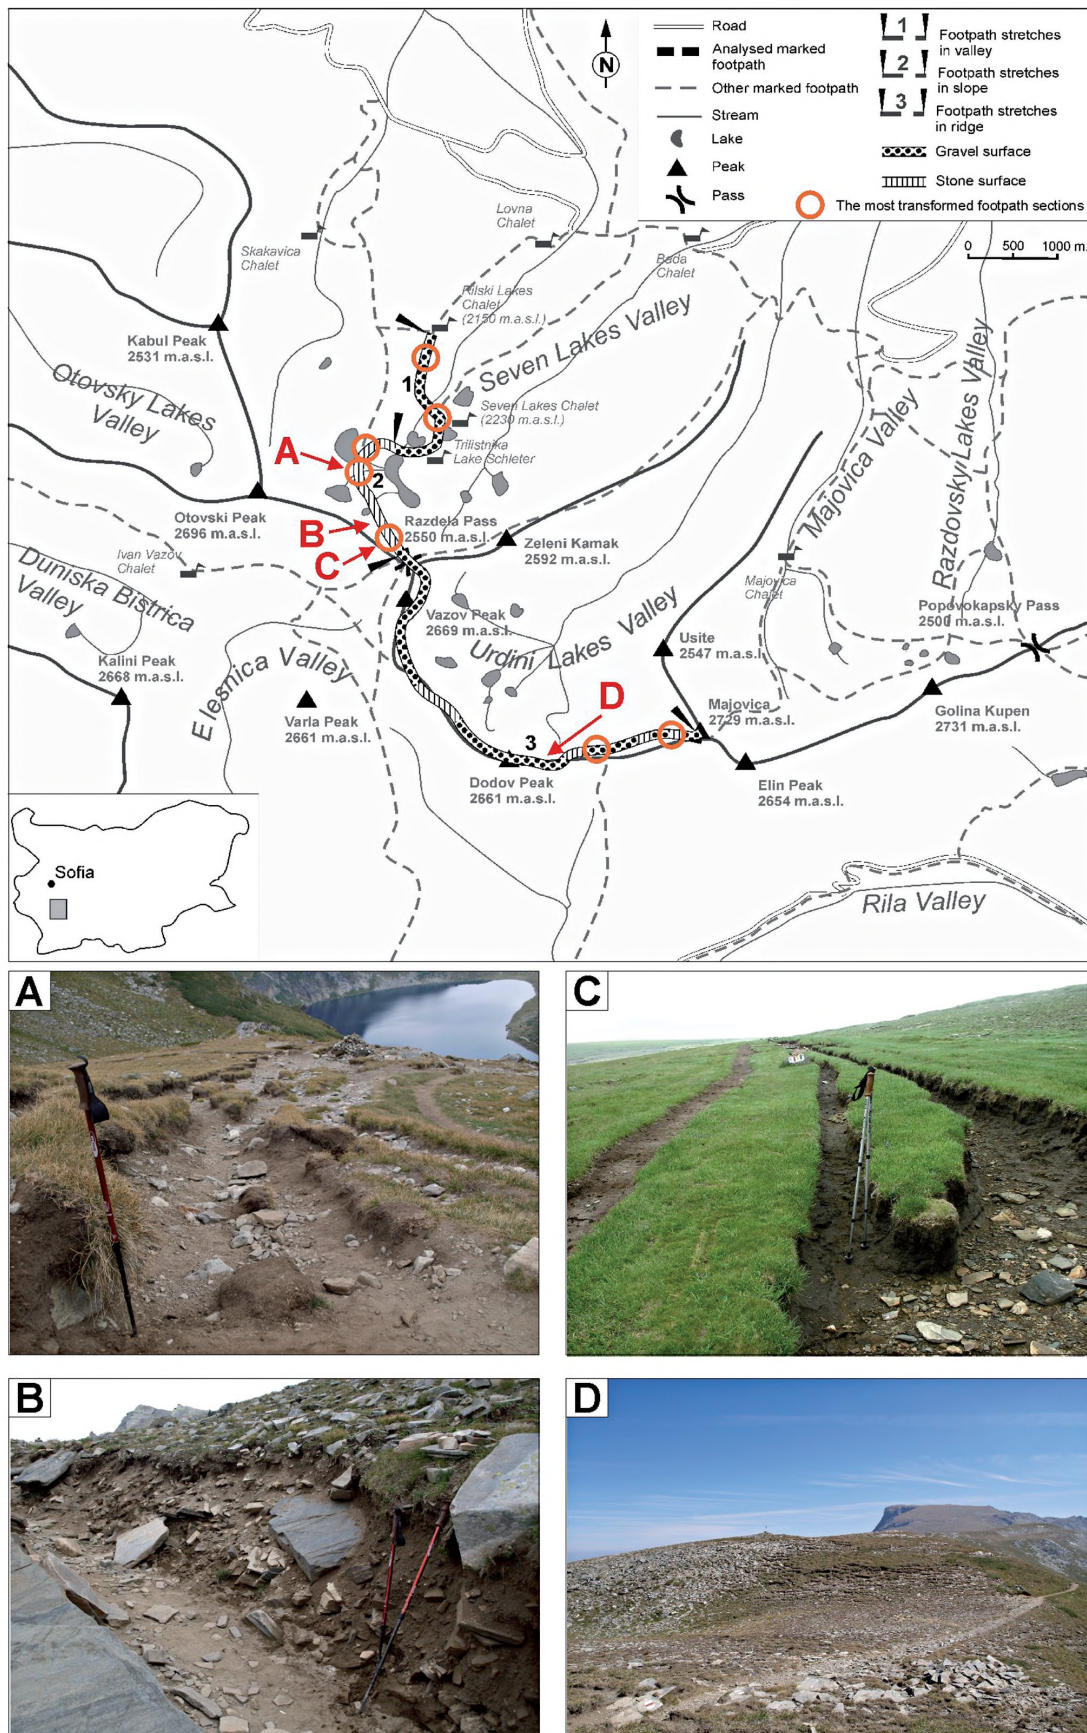 N
Road
Analysed marked
footpath
Other marked footpath
Stream
Lake
Peak
Pass
1
Footpath stretches
in valley
2
Footpath stretches
in slope
3
Footpath stretches
in ridge
Gravel surface
Stone surface
The most transformed footpath sections
0 500 1000 m.
Skakavica
Chalet
Lovna
Chalet
Bada
Chalet
Rilski Lakes
Chalet
(2150 m.a.s.l.)
Kabul Peak
2531 m.a.s.l.
Seven Lakes Valley
Otovsky Lakes
Valley
1
Seven Lakes Chalet
(2230 m.a.s.l.)
Trilistnika
Lake Schleter
A
2
Otovski Peak
2696 m.a.s.l.
B
C
Razdela Pass
2550 m.a.s.l.
Zeleni Kamak
2592 m.a.s.l.
Majovica Valley
Razdovsky Lakes Valley
Ivan Vazov
Chalet
Duniska Bistrica
Valley
Majovica
Chalet
Popovokapsky Pass
2500 m.a.s.l.
Vazov Peak
2669 m.a.s.l.
Urdini Lakes Valley
Usite
2547 m.a.s.l.
Kalini Peak
2668 m.a.s.l.
Elesnica Valley
Varla Peak
2661 m.a.s.l.
D
3
Majovica
2729 m.a.s.l.
Golina Kupen
2731 m.a.s.l.
Dodov Peak
2661 m.a.s.l.
Elin Peak
2654 m.a.s.l.
Sofia
Rila Valley
A
C
B
D